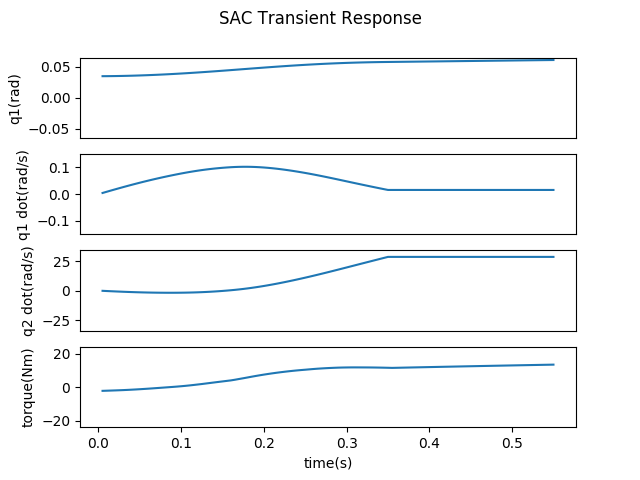 SAC Transient Response
q1(rad)
0.05
0.00
−0.05
q1 dot(rad/s)
0.1
0.0
−0.1
q2 dot(rad/s)
25
0
−25
torque(Nm)
20
0
−20
0.0 0.1 0.2 0.3 0.4 0.5
time(s)